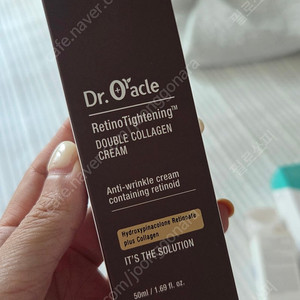 Dr.Oracle
RetinoTightening™
DOUBLE COLLAGEN
CREAM
Anti-wrinkle cream
containing retinoid
Hydroxypinacolone Retinoate
plus Collagen
IT'S THE SOLUTION
50ml / 1.69 fl. oz.